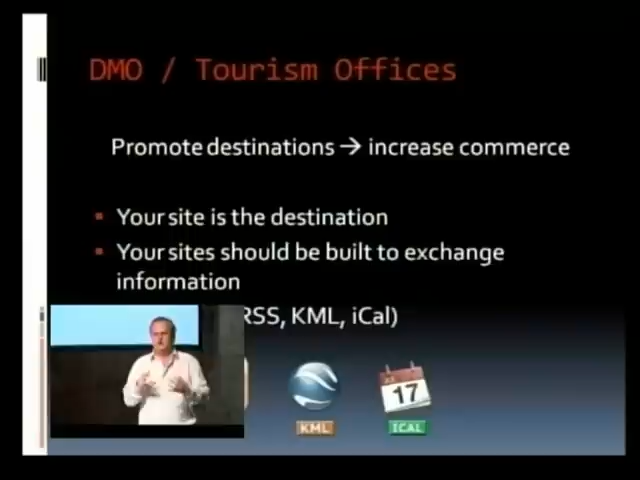 DMO / Tourism Offices
Promote destinations → increase commerce
Your site is the destination
Your sites should be built to exchange
information
RSS, KML, iCal)
17
KML
ICAL